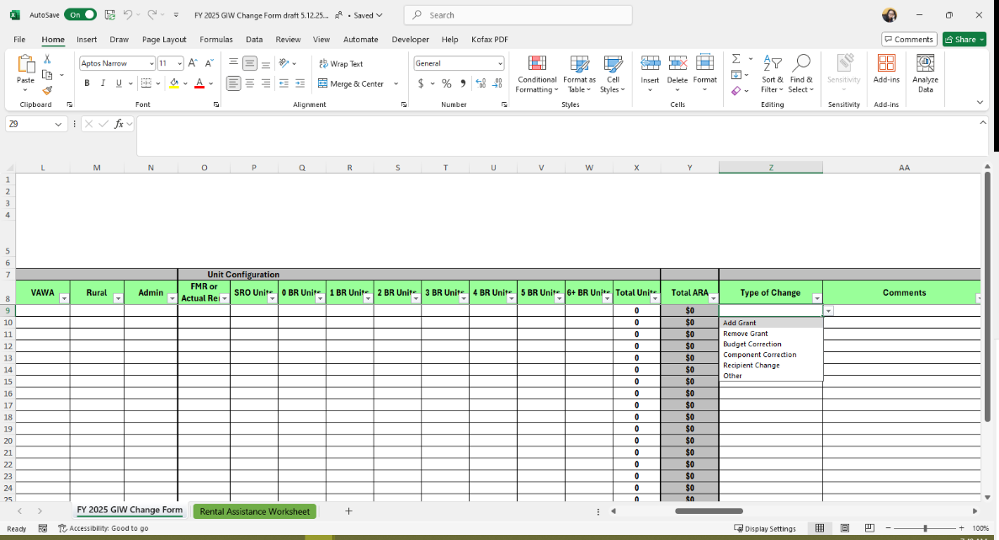 AutoSave On FY 2025 GIW Change Form draft 5.12.25... • Saved Search
File Home Insert Draw Page Layout Formulas Data Review View Automate Developer Help Kofax PDF Comments Share
Paste Aptos Narrow 11 A A ab Wrap Text General Conditional Formatting Format as Table Cell Styles Insert Delete Format Sort & Filter Find & Select Sensitivity Add-ins Analyze Data
B I U A Merge & Center $ % 9
Clipboard Font Alignment Number Styles Cells Editing Sensitivity Add-ins
Z9 fx
L M N O P Q R S T U V W X Y Z AA
1
2
3
4
5
6
7 Unit Configuration
8 VAWA Rural Admin FMR or Actual Re SRO Units 0 BR Units 1 BR Units 2 BR Units 3 BR Units 4 BR Units 5 BR Units 6+ BR Units Total Units Total ARA Type of Change Comments
9 0 $0
10 0 $0 Add Grant
11 0 $0 Remove Grant
12 0 $0 Budget Correction
13 0 $0 Component Correction
14 0 $0 Recipient Change
15 0 $0 Other
16 0 $0
17 0 $0
18 0 $0
19 0 $0
20 0 $0
21 0 $0
22 0 $0
23 0 $0
24 0 $0
25 0 $0
FY 2025 GIW Change Form Rental Assistance Worksheet +
Ready Accessibility: Good to go Display Settings − + 100%